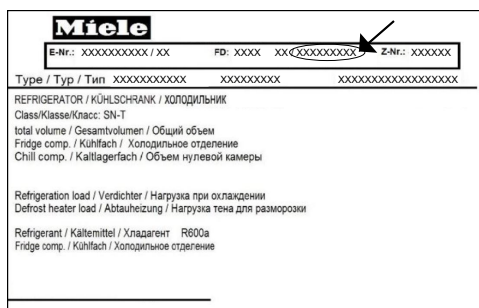 Miele
E-Nr.: XXXXXXXXXX / XX FD: XXXX XX / XXXXXXXXX Z-Nr.: XXXXXX
Type / Typ / Тип XXXXXXXXXXX XXXXXXXXX XXXXXXXXXXXXXXXXXX
REFRIGERATOR / KÜHLSCHRANK / ХОЛОДИЛЬНИК
Class/Klasse/Класс: SN-T
total volume / Gesamtvolumen / Общий объем
Fridge comp. / Kühlfach / Холодильное отделение
Chill comp. / Kaltlagerfach / Объем нулевой камеры
Refrigeration load / Verdichter / Нагрузка при охлаждении
Defrost heater load / Abtauheizung / Нагрузка тена для разморозки
Refrigerant / Kältemittel / Хладагент R600a
Fridge comp. / Kühlfach / Холодильное отделение